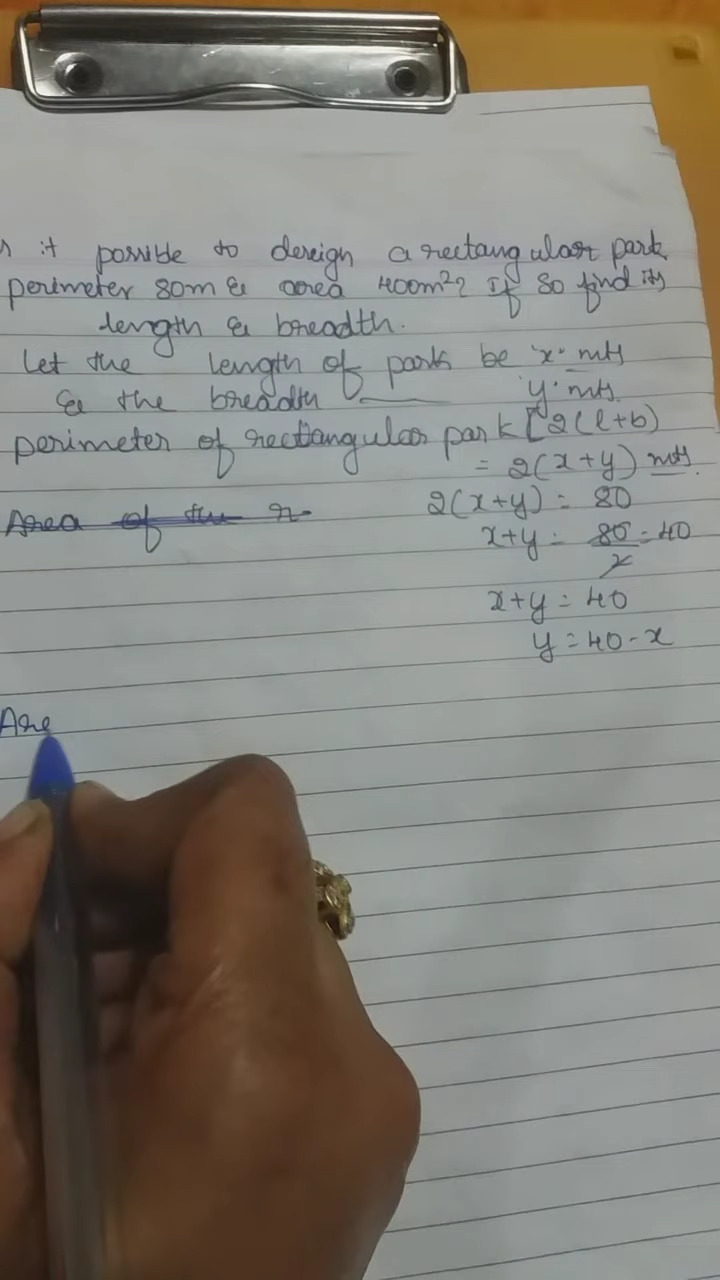 it possible to dereign a rectangular park
perimeter 80m & area 400m²? If so find its
length & breadth.
Let the length of park be 'x' mts
& the breadth ____ 'y' mts.
perimeter of rectangular park [2(l+b)
= 2(x+y) mts.
Area of the r
2(x+y) = 80
x+y = 80/2 = 40
x+y = 40
y = 40-x
Are